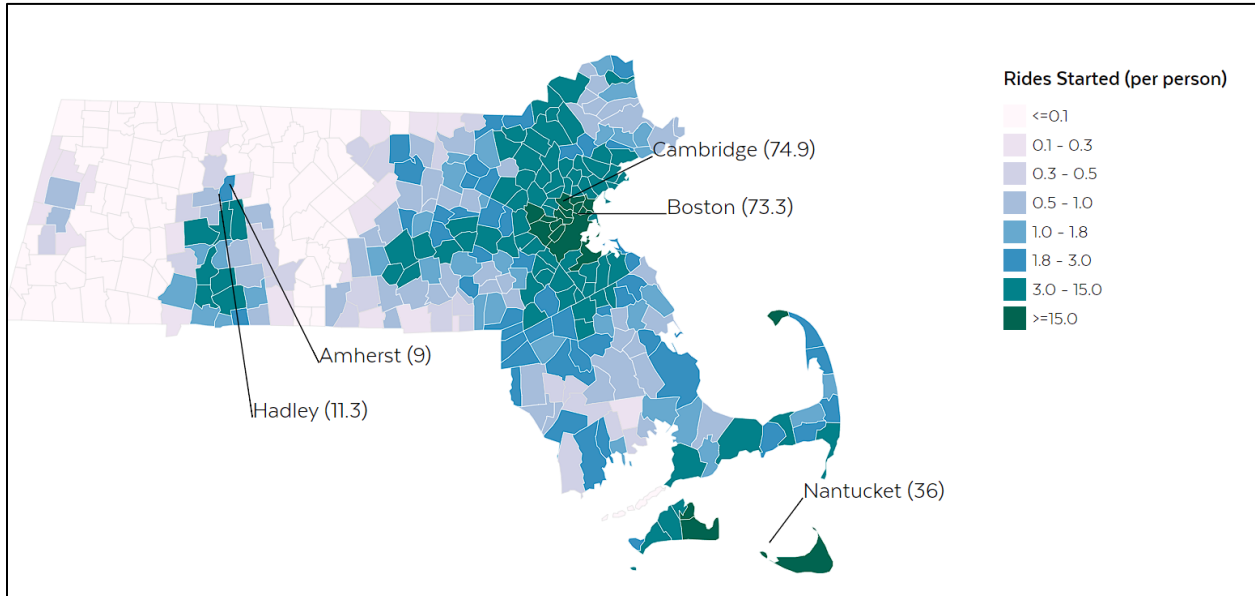 Rides Started (per person)
<=0.1
0.1 - 0.3
0.3 - 0.5
0.5 - 1.0
1.0 - 1.8
1.8 - 3.0
3.0 - 15.0
>=15.0
Cambridge (74.9)
Boston (73.3)
Amherst (9)
Hadley (11.3)
Nantucket (36)